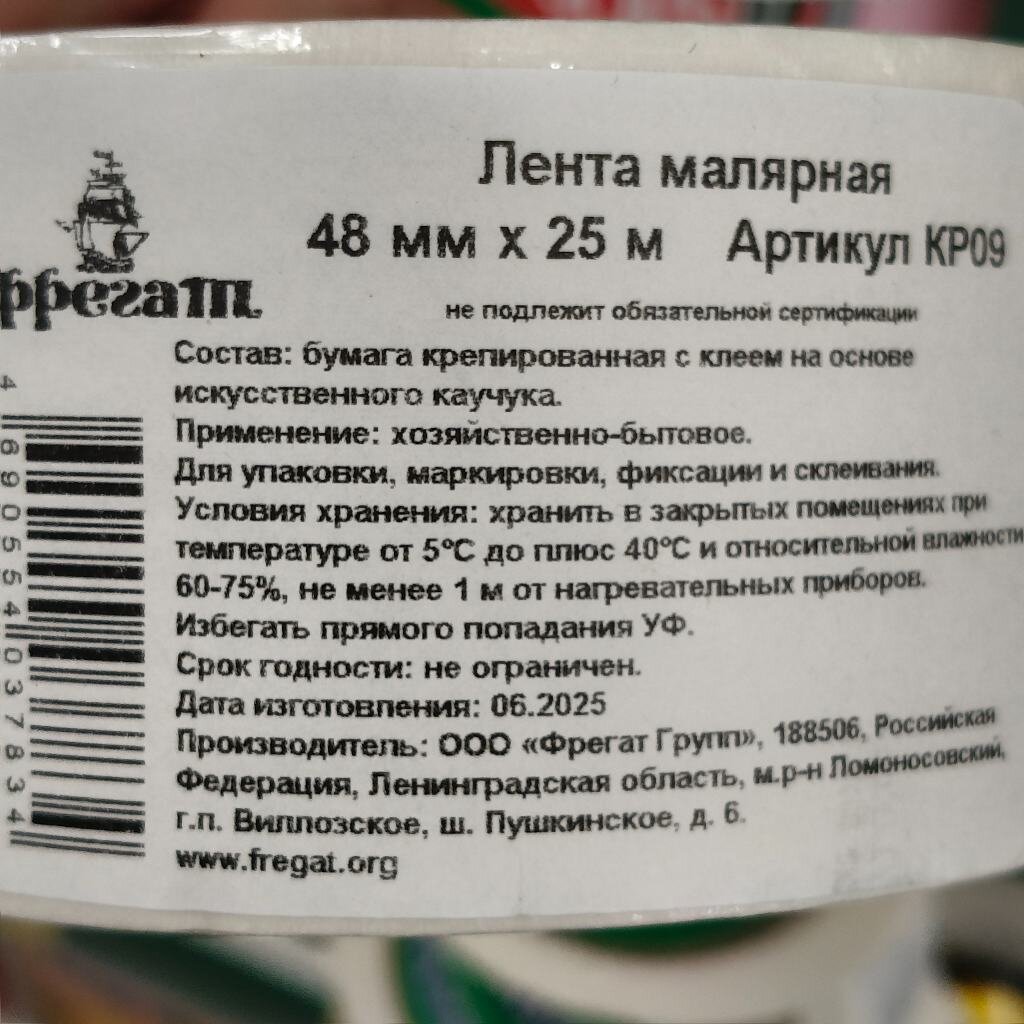 Лента малярная
48 мм х 25 м Артикул КР09
фрегат
не подлежит обязательной сертификации
Состав: бумага крепированная с клеем на основе
искусственного каучука.
Применение: хозяйственно-бытовое.
Для упаковки, маркировки, фиксации и склеивания.
Условия хранения: хранить в закрытых помещениях при
температуре от 5°С до плюс 40°С и относительной влажности
60-75%, не менее 1 м от нагревательных приборов.
Избегать прямого попадания УФ.
Срок годности: не ограничен.
Дата изготовления: 06.2025
Производитель: ООО «Фрегат Групп», 188506, Российская
Федерация, Ленинградская область, м.р-н Ломоносовский,
г.п. Виллозское, ш. Пушкинское, д. 6.
www.fregat.org
4 690554 037834